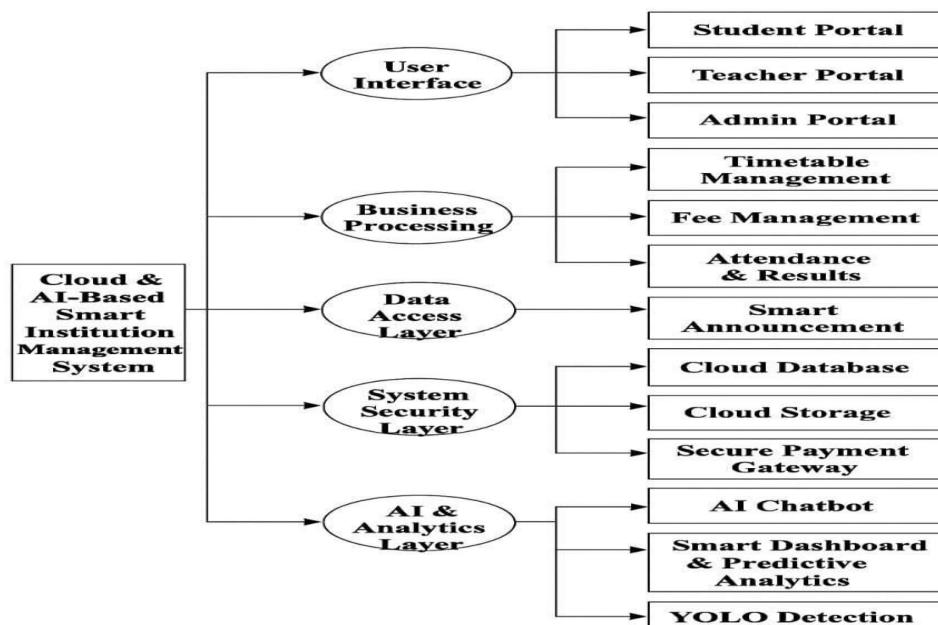 Cloud &
AI-Based
Smart
Institution
Management
System
User
Interface
Student Portal
Teacher Portal
Admin Portal
Business
Processing
Timetable
Management
Fee Management
Attendance
& Results
Data
Access
Layer
Smart
Announcement
System
Security
Layer
Cloud Database
Cloud Storage
Secure Payment
Gateway
AI &
Analytics
Layer
AI Chatbot
Smart Dashboard
& Predictive
Analytics
YOLO Detection